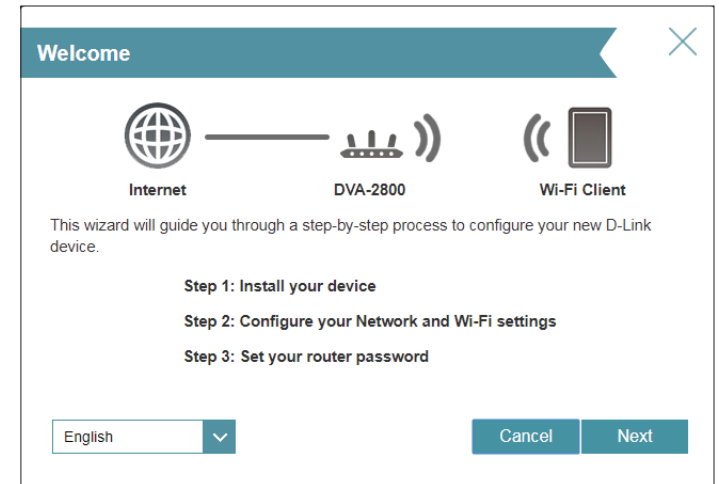 Welcome
Internet
DVA-2800
Wi-Fi Client
This wizard will guide you through a step-by-step process to configure your new D-Link
device.
Step 1: Install your device
Step 2: Configure your Network and Wi-Fi settings
Step 3: Set your router password
English
Cancel
Next